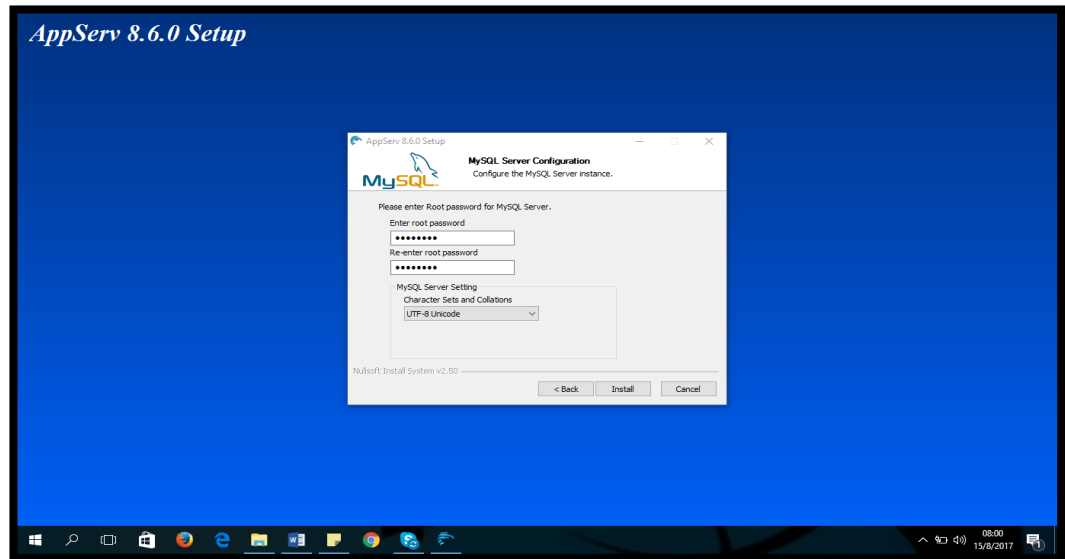 AppServ 8.6.0 Setup
AppServ 8.6.0 Setup
MySQL
MySQL Server Configuration
Configure the MySQL Server instance.
Please enter Root password for MySQL Server.
Enter root password
••••••••
Re-enter root password
••••••••
MySQL Server Setting
Character Sets and Collations
UTF-8 Unicode
Nullsoft Install System v2.50
< Back Install Cancel
08:00
15/8/2017
1